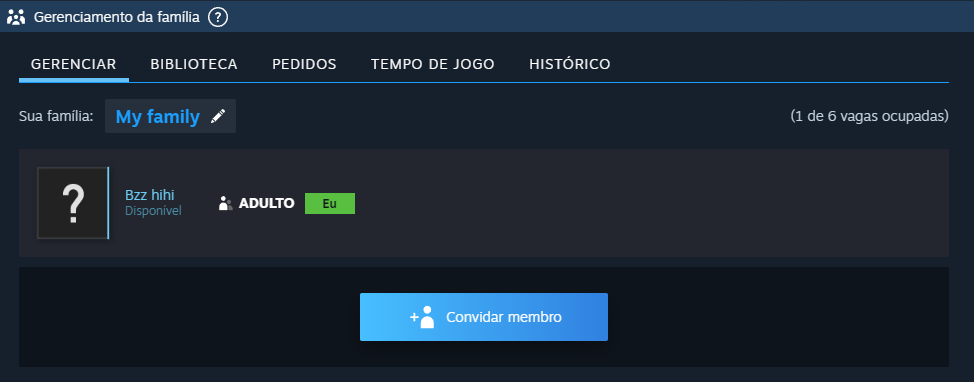 Gerenciamento da família ?
GERENCIAR BIBLIOTECA PEDIDOS TEMPO DE JOGO HISTÓRICO
Sua família: My family (1 de 6 vagas ocupadas)
?
Bzz hihi
Disponível
ADULTO Eu
Convidar membro